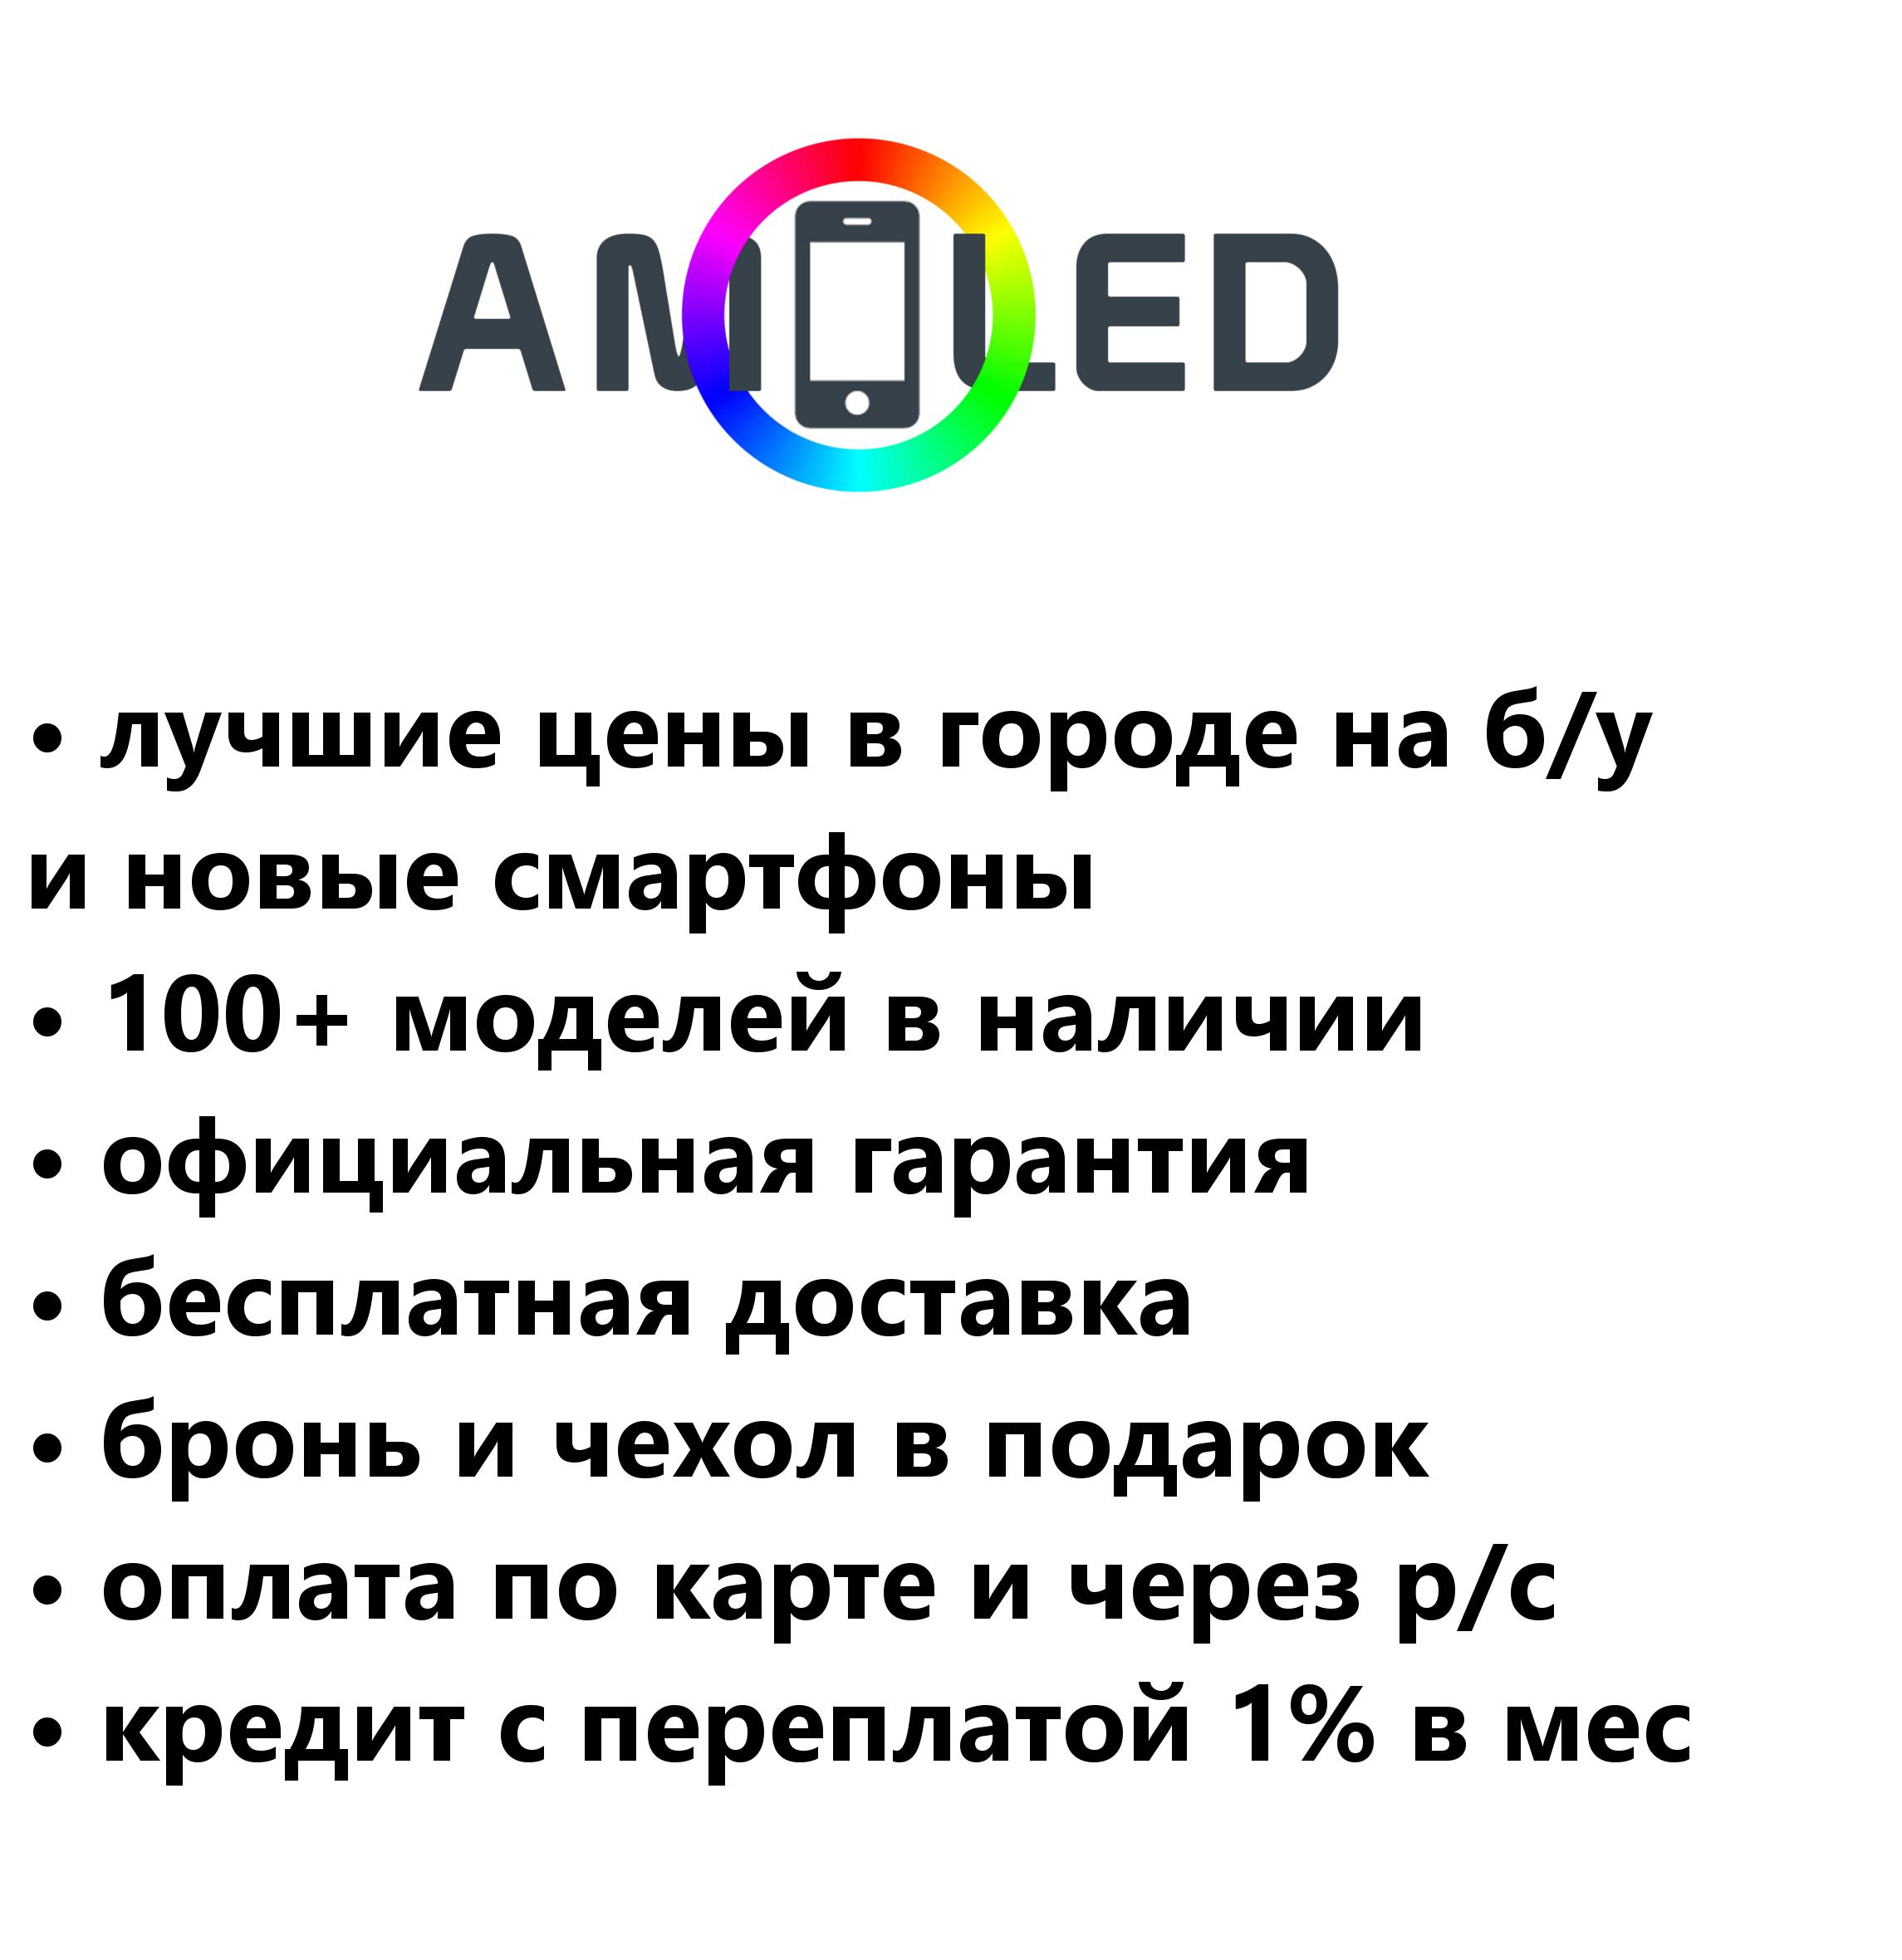 AMOLED
• лучшие цены в городе на б/у
и новые смартфоны
• 100+ моделей в наличии
• официальная гарантия
• бесплатная доставка
• бронь и чехол в подарок
• оплата по карте и через р/с
• кредит с переплатой 1% в мес